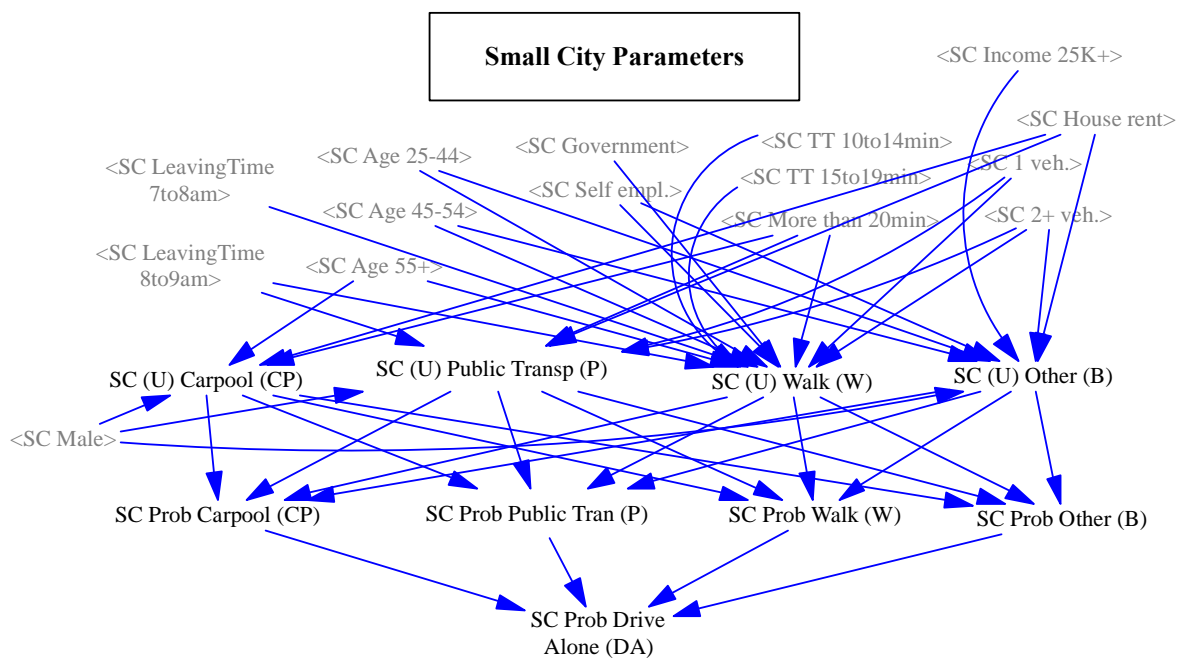 Small City Parameters
<SC Income 25K+>
<SC House rent>
<SC LeavingTime
7to8am>
<SC Age 25-44>
<SC Government>
<SC TT 10to14min>
<SC 1 veh.>
<SC Self empl.>
<SC TT 15to19min>
<SC Age 45-54>
<SC More than 20min>
<SC 2+ veh.>
<SC LeavingTime
8to9am>
<SC Age 55+>
SC (U) Carpool (CP)
SC (U) Public Transp (P)
SC (U) Walk (W)
SC (U) Other (B)
<SC Male>
SC Prob Carpool (CP)
SC Prob Public Tran (P)
SC Prob Walk (W)
SC Prob Other (B)
SC Prob Drive
Alone (DA)